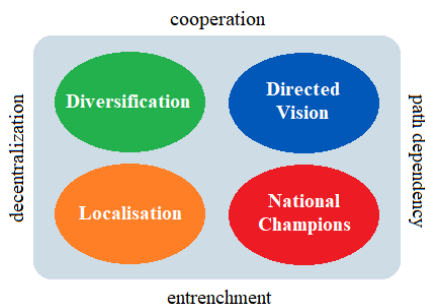 cooperation
Diversification
Directed
Vision
decentralization
path dependency
Localisation
National
Champions
entrenchment